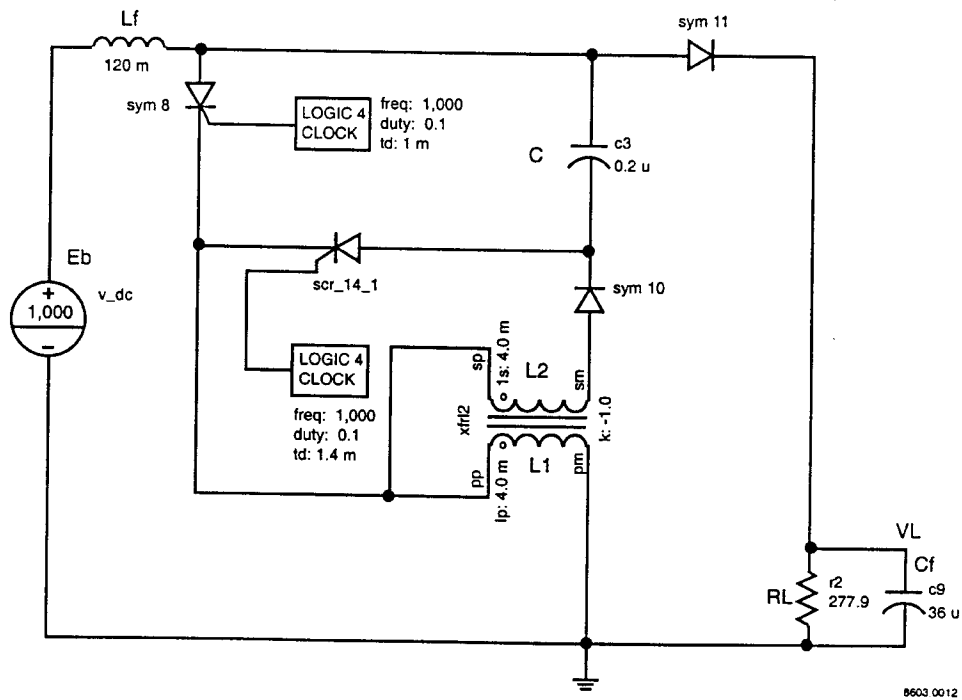 Lf
120 m
sym 11
sym 8
LOGIC 4
CLOCK
freq: 1,000
duty: 0.1
td: 1 m
C
c3
0.2 u
Eb
v_dc
+
1,000
−
scr_14_1
sym 10
LOGIC 4
CLOCK
freq: 1,000
duty: 0.1
td: 1.4 m
sp
1s: 4.0 m
L2
sm
xfrl2
k: -1.0
pp
lp: 4.0 m
L1
pm
VL
Cf
RL
r2
277.9
c9
36 u
8603 0012